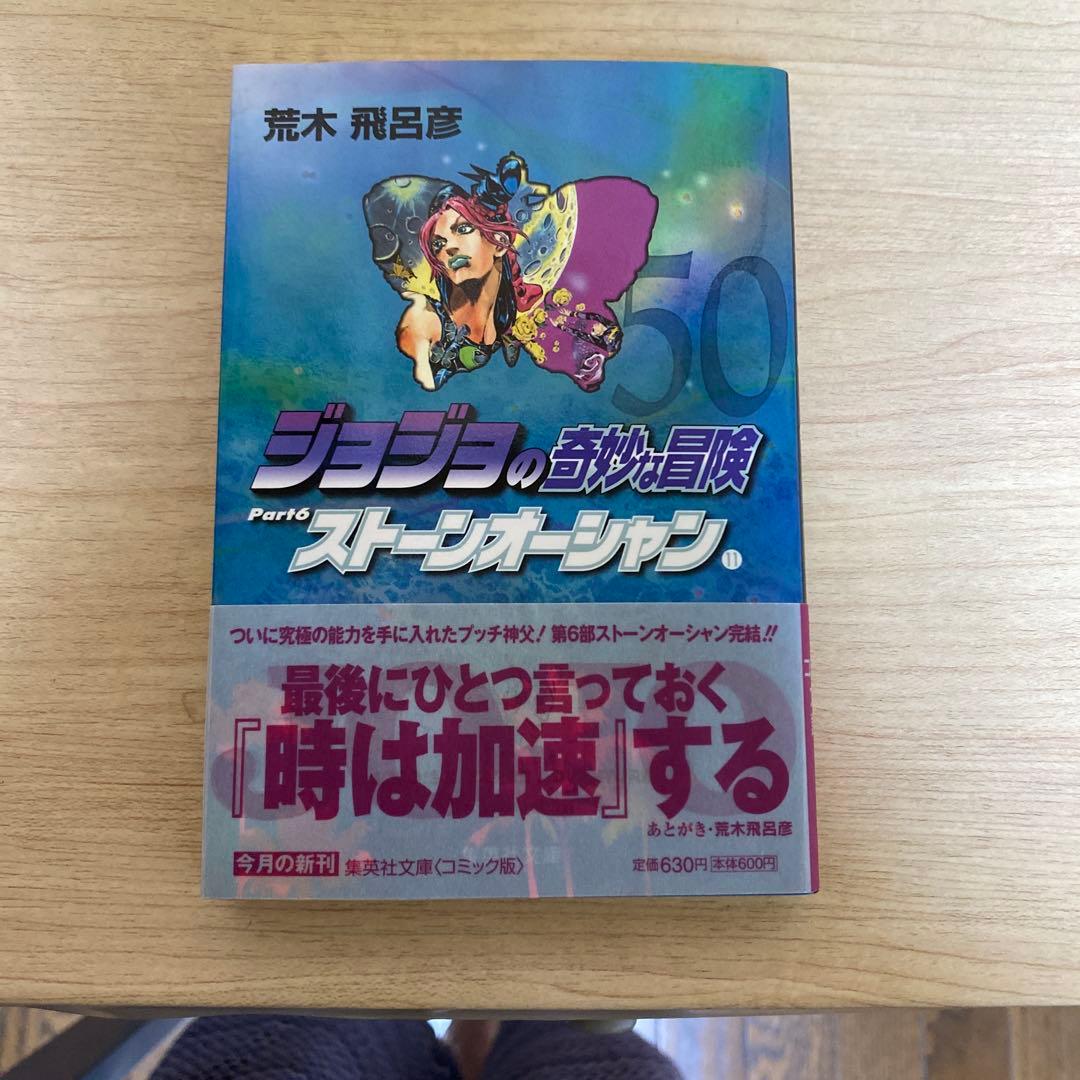 荒木 飛呂彦
50
ジョジョの奇妙な冒険
Part6 ストーンオーシャン 11
ついに究極の能力を手に入れたプッチ神父! 第6部ストーンオーシャン完結!!
最後にひとつ言っておく
『時は加速』する
あとがき・荒木飛呂彦
今月の新刊 集英社文庫〈コミック版〉 定価630円 本体600円